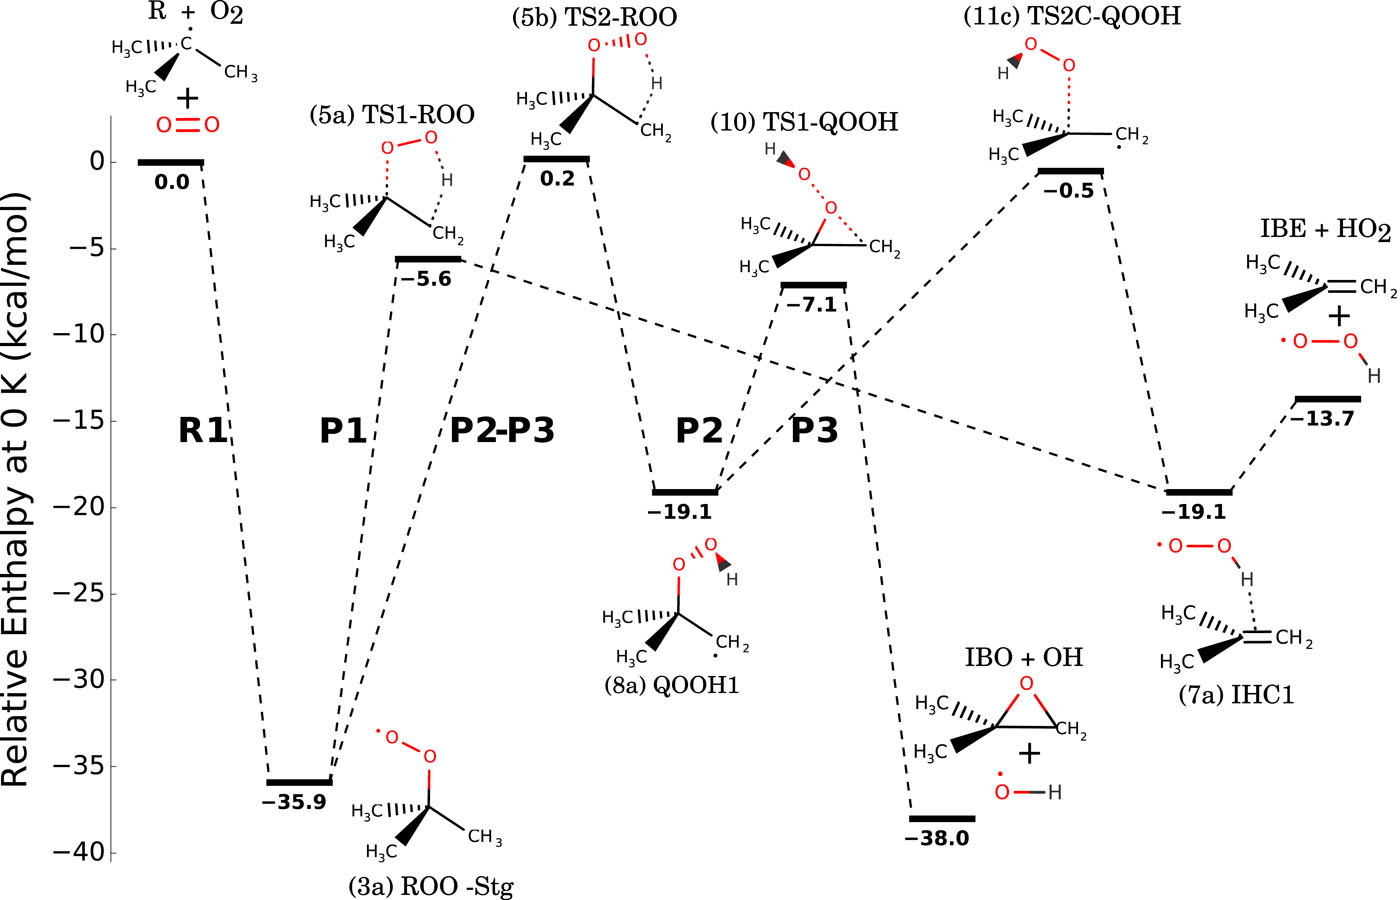 R + O2
H₃C
H₃C
CH₃
+
O=O
0.0
(5a) TS1-ROO
O
O
H
H₃C
H₃C
CH₂
−5.6
(5b) TS2-ROO
O
O
H
H₃C
H₃C
CH₂
0.2
(10) TS1-QOOH
H
O
O
H₃C
H₃C
CH₂
−7.1
(11c) TS2C-QOOH
H
O
O
H₃C
H₃C
CH₂
−0.5
IBE + HO2
H₃C
H₃C
CH₂
+
O
O
H
−13.7
Relative Enthalpy at 0 K (kcal/mol)
0
−5
−10
−15
−20
−25
−30
−35
−40
R1
P1
P2-P3
P2
P3
−19.1
O
O
H
H₃C
H₃C
CH₂
(8a) QOOH1
−19.1
O
O
H
H₃C
H₃C
CH₂
(7a) IHC1
−35.9
O
O
H₃C
H₃C
CH₃
(3a) ROO -Stg
IBO + OH
O
H₃C
H₃C
CH₂
+
O
H
−38.0